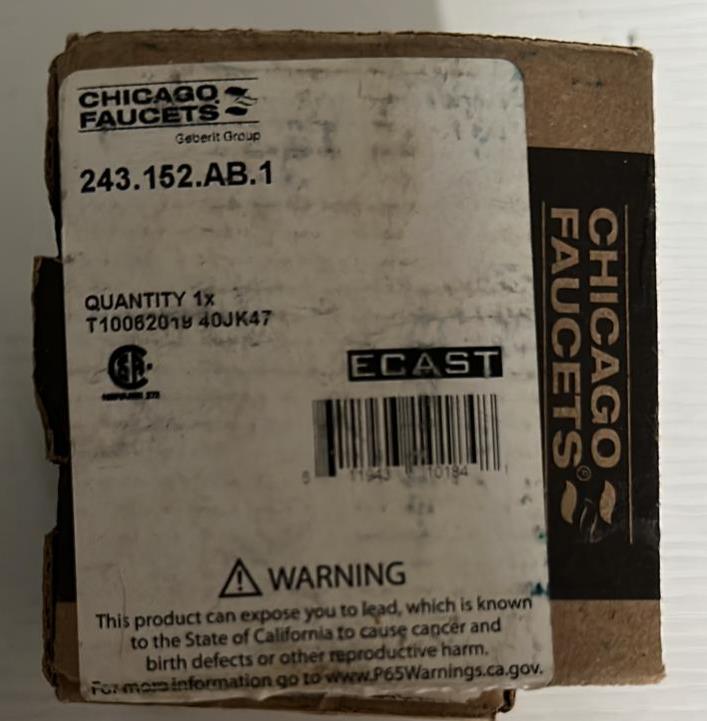 CHICAGO
FAUCETS
Geberit Group
243.152.AB.1
QUANTITY 1x
T10062019 40JK47
ECAST
WARNING
This product can expose you to lead, which is known
to the State of California to cause cancer and
birth defects or other reproductive harm.
For more information go to www.P65Warnings.ca.gov.
CHICAGO
FAUCETS®